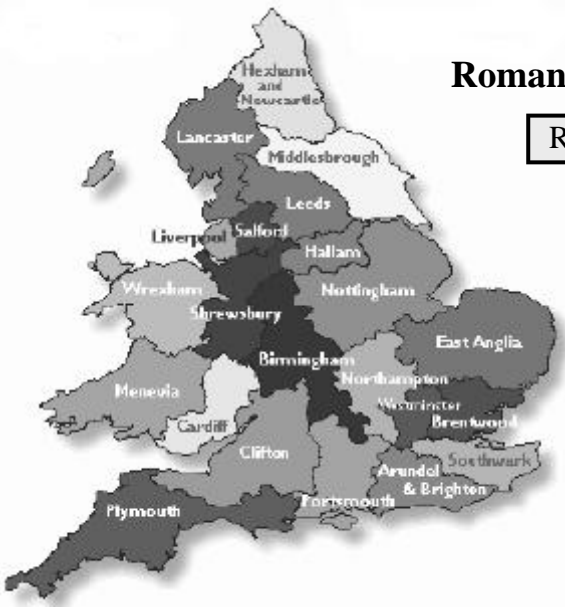 Roman
R
Hexham
and
Newcastle
Lancaster
Middlesbrough
Leeds
Liverpool
Salford
Hallam
Wrexham
Nottingham
Shrewsbury
East Anglia
Birmingham
Menevia
Northampton
Westminster
Brentwood
Cardiff
Clifton
Southwark
Arundel
& Brighton
Portsmouth
Plymouth